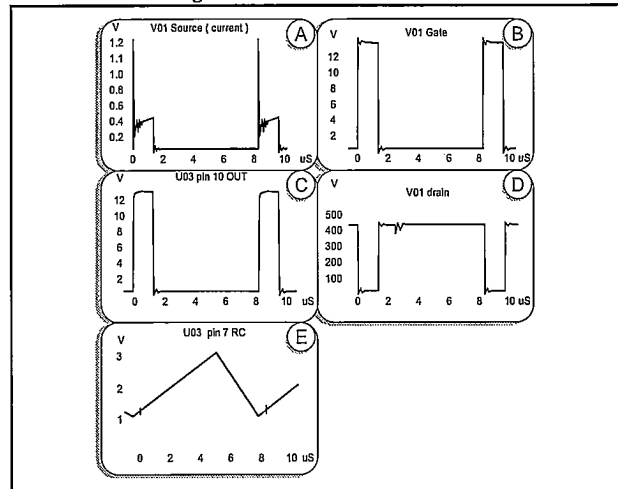 V01 Source ( current )
A
V
1.2
1.0
1.0
0.8
0.6
0.4
0.2
0 2 4 6 8 10 uS
V01 Gate
B
V
12
10
8
6
4
2
0 2 4 6 8 10 uS
U03 pin 10 OUT
C
V
12
10
8
6
4
2
0 2 4 6 8 10 uS
V01 drain
D
V
500
400
300
200
100
0 2 4 6 8 10 uS
U03 pin 7 RC
E
V
3
2
1
0 2 4 6 8 10 uS